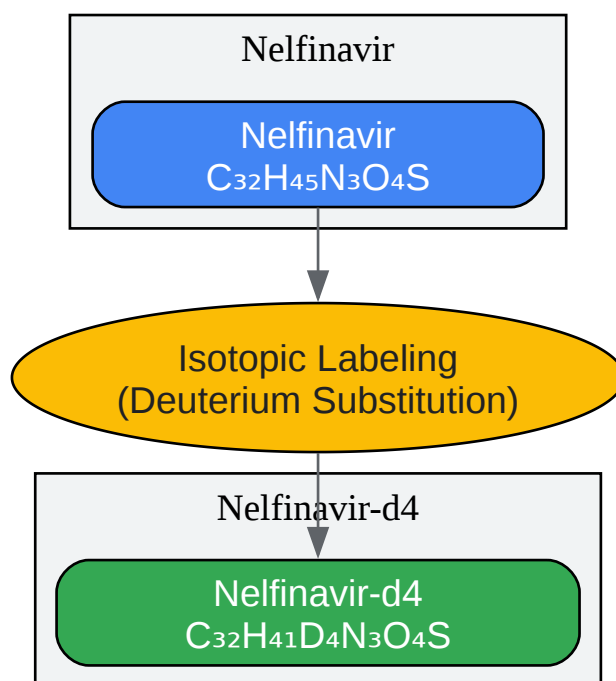 Nelfinavir
Nelfinavir
C₃₂H₄₅N₃O₄S
Isotopic Labeling
(Deuterium Substitution)
Nelfinavir-d4
Nelfinavir-d4
C₃₂H₄₁D₄N₃O₄S